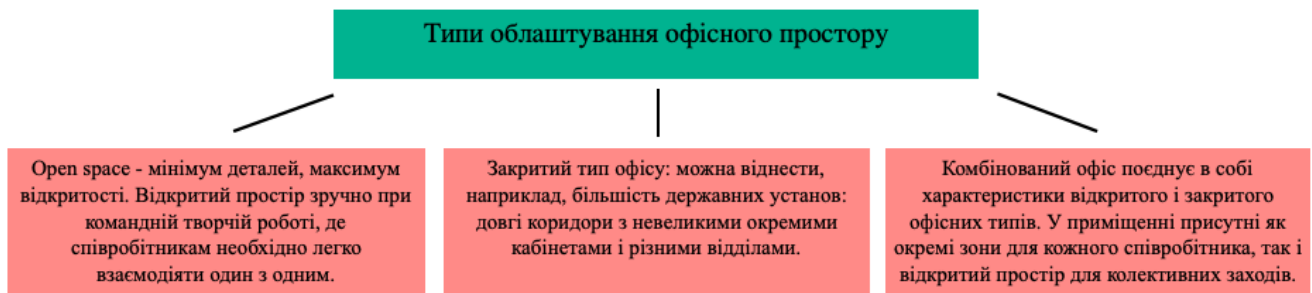 Типи облаштування офісного простору
Open space - мінімум деталей, максимум
відкритості. Відкритий простір зручно при
командній творчій роботі, де
співробітникам необхідно легко
взаємодіяти один з одним.
Закритий тип офісу: можна віднести,
наприклад, більшість державних установ:
довгі коридори з невеликими окремими
кабінетами і різними відділами.
Комбінований офіс поєднує в собі
характеристики відкритого і закритого
офісних типів. У приміщенні присутні як
окремі зони для кожного співробітника, так і
відкритий простір для колективних заходів.